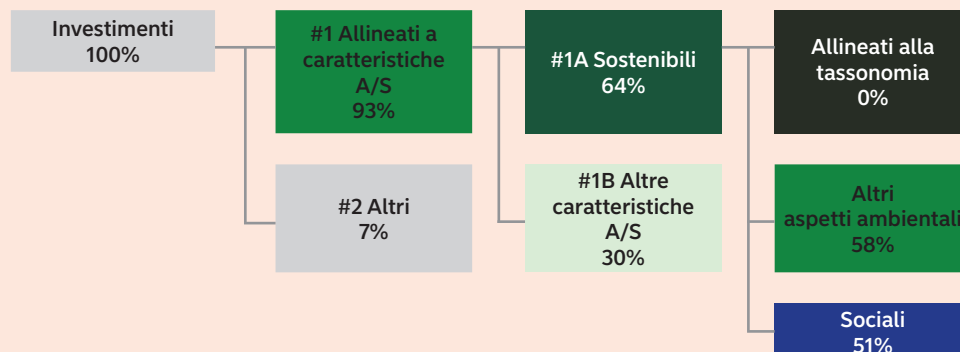 Investimenti
100%
#1 Allineati a
caratteristiche
A/S
93%
#1A Sostenibili
64%
Allineati alla
tassonomia
0%
#2 Altri
7%
#1B Altre
caratteristiche
A/S
30%
Altri
aspetti ambientali
58%
Sociali
51%